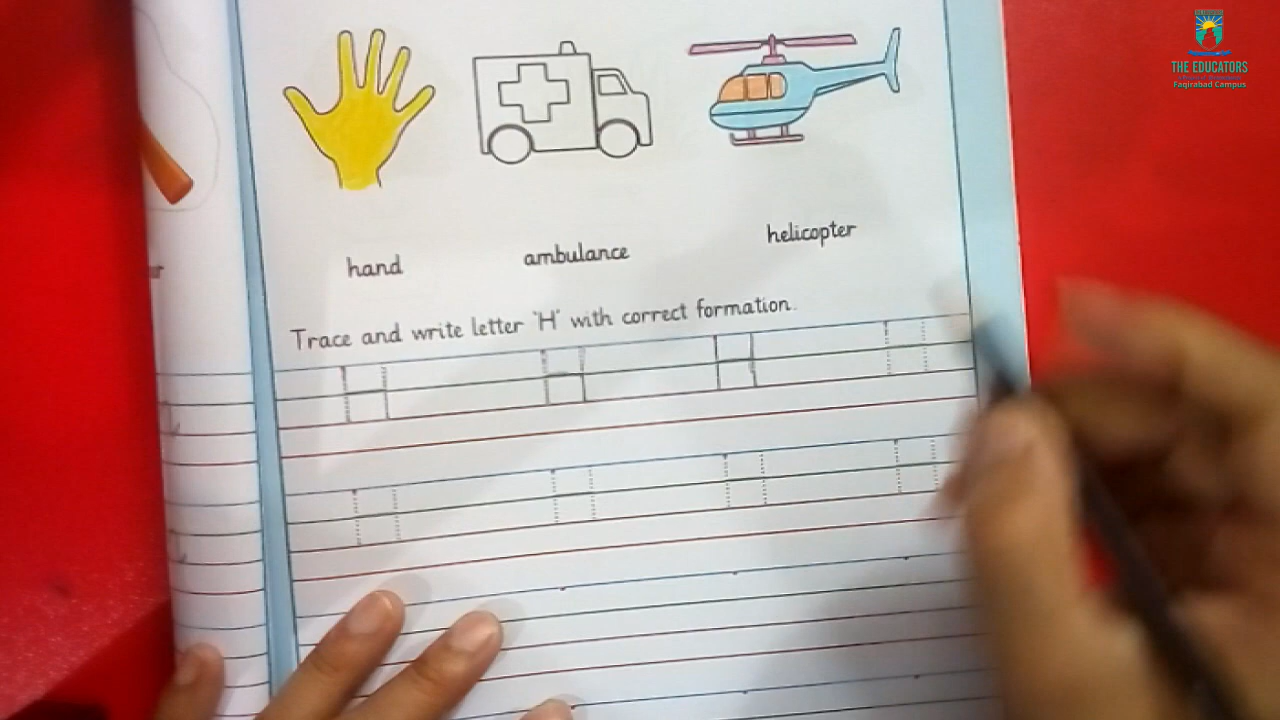 THE EDUCATORS
Faqirabad Campus
hand
ambulance
helicopter
Trace and write letter 'H' with correct formation.
H H H H
H H H H